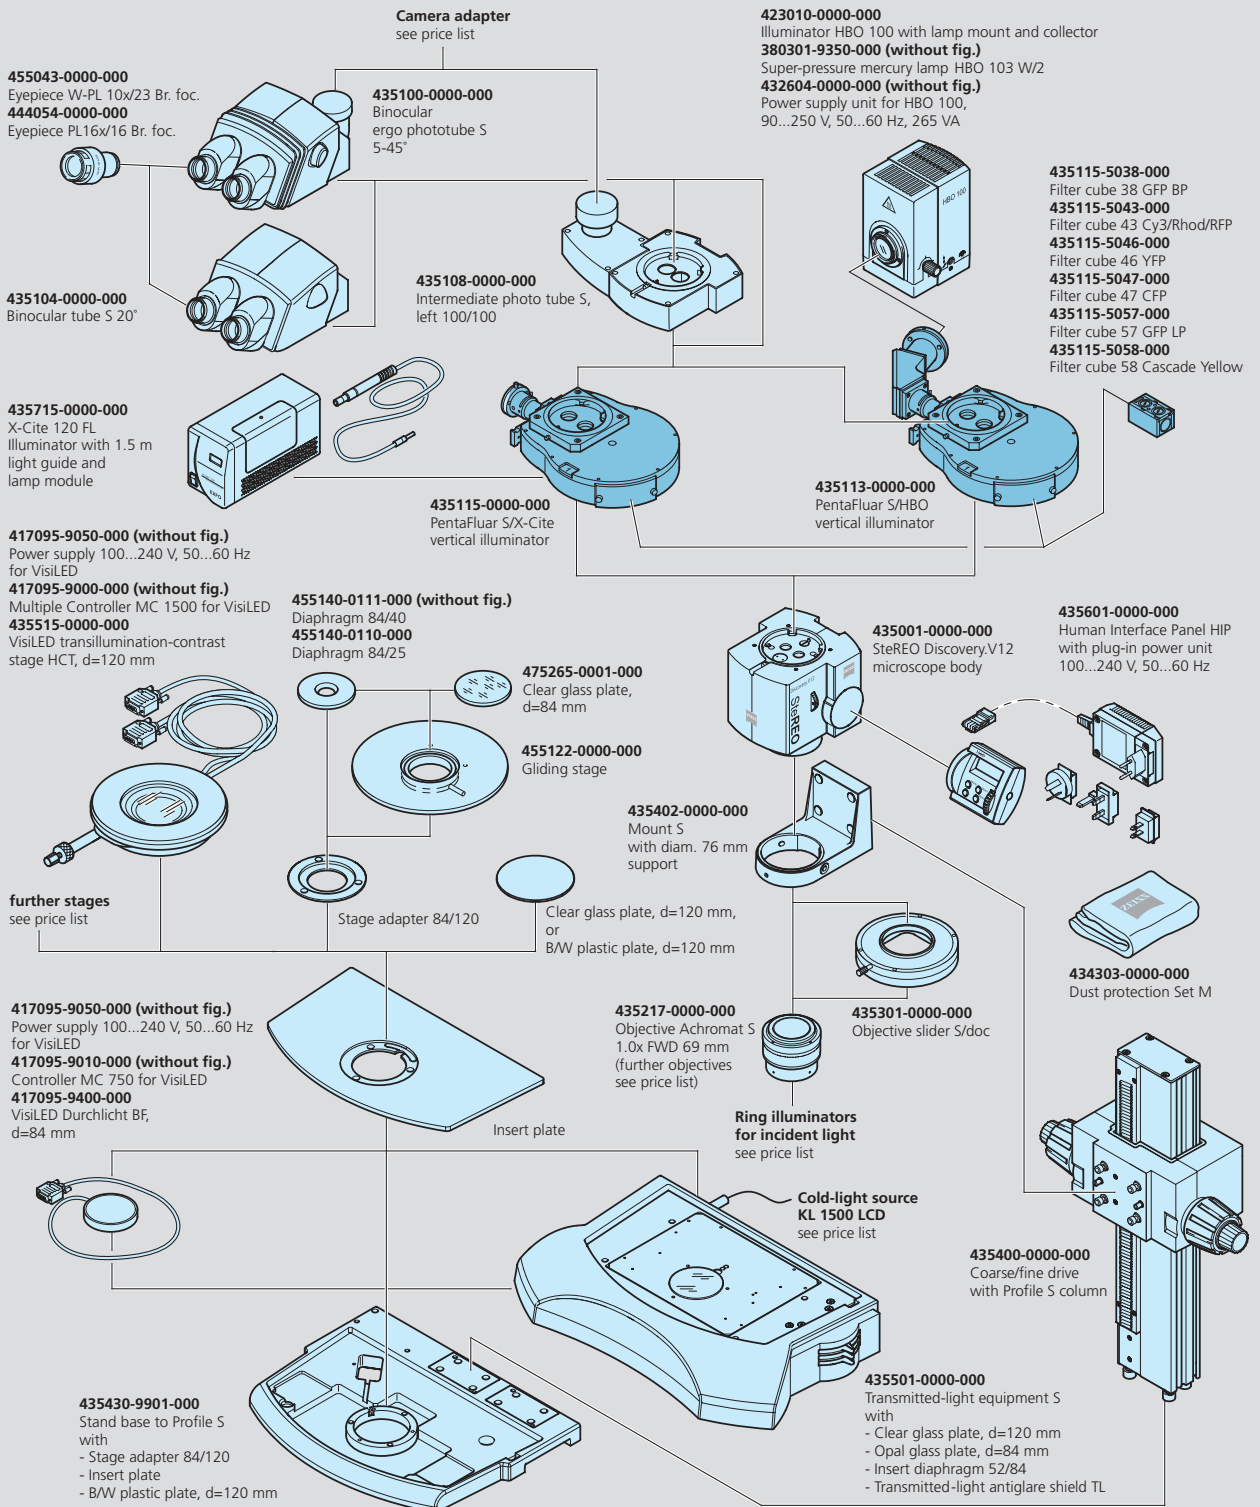 Camera adapter
see price list
423010-0000-000
Illuminator HBO 100 with lamp mount and collector
380301-9350-000 (without fig.)
Super-pressure mercury lamp HBO 103 W/2
432604-0000-000 (without fig.)
Power supply unit for HBO 100,
90...250 V, 50...60 Hz, 265 VA
455043-0000-000
Eyepiece W-PL 10x/23 Br. foc.
444054-0000-000
Eyepiece PL16x/16 Br. foc.
435100-0000-000
Binocular
ergo phototube S
5-45°
HBO 100
435115-5038-000
Filter cube 38 GFP BP
435115-5043-000
Filter cube 43 Cy3/Rhod/RFP
435115-5046-000
Filter cube 46 YFP
435115-5047-000
Filter cube 47 CFP
435115-5057-000
Filter cube 57 GFP LP
435115-5058-000
Filter cube 58 Cascade Yellow
435104-0000-000
Binocular tube S 20°
435108-0000-000
Intermediate photo tube S,
left 100/100
435715-0000-000
X-Cite 120 FL
Illuminator with 1.5 m
light guide and
lamp module
EXFO
435115-0000-000
PentaFluar S/X-Cite
vertical illuminator
435113-0000-000
PentaFluar S/HBO
vertical illuminator
417095-9050-000 (without fig.)
Power supply 100...240 V, 50...60 Hz
for VisiLED
417095-9000-000 (without fig.)
Multiple Controller MC 1500 for VisiLED
435515-0000-000
VisiLED transillumination-contrast
stage HCT, d=120 mm
455140-0111-000 (without fig.)
Diaphragm 84/40
455140-0110-000
Diaphragm 84/25
475265-0001-000
Clear glass plate,
d=84 mm
455122-0000-000
Gliding stage
435001-0000-000
SteREO Discovery.V12
microscope body
Discovery.V12
SteREO
435601-0000-000
Human Interface Panel HIP
with plug-in power unit
100...240 V, 50...60 Hz
435402-0000-000
Mount S
with diam. 76 mm
support
further stages
see price list
Stage adapter 84/120
Clear glass plate, d=120 mm,
or
B/W plastic plate, d=120 mm
ZEISS
434303-0000-000
Dust protection Set M
417095-9050-000 (without fig.)
Power supply 100...240 V, 50...60 Hz
for VisiLED
417095-9010-000 (without fig.)
Controller MC 750 for VisiLED
417095-9400-000
VisiLED Durchlicht BF,
d=84 mm
435217-0000-000
Objective Achromat S
1.0x FWD 69 mm
(further objectives
see price list)
435301-0000-000
Objective slider S/doc
Insert plate
Ring illuminators
for incident light
see price list
Cold-light source
KL 1500 LCD
see price list
435400-0000-000
Coarse/fine drive
with Profile S column
435430-9901-000
Stand base to Profile S
with
- Stage adapter 84/120
- Insert plate
- B/W plastic plate, d=120 mm
435501-0000-000
Transmitted-light equipment S
with
- Clear glass plate, d=120 mm
- Opal glass plate, d=84 mm
- Insert diaphragm 52/84
- Transmitted-light antiglare shield TL